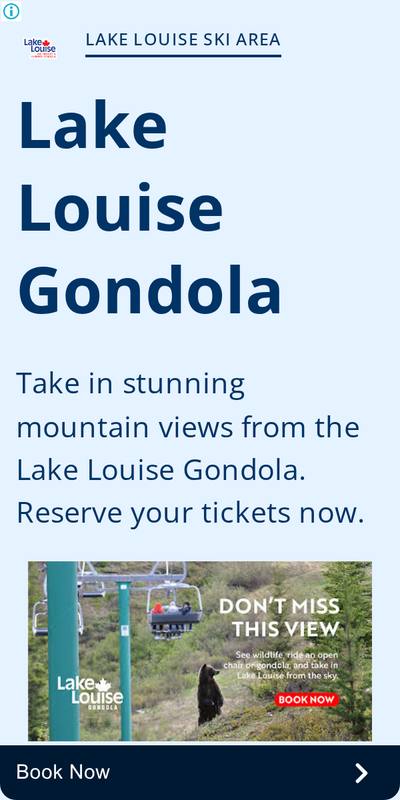 Lake
Louise
LAKE LOUISE SKI AREA
Lake
Louise
Gondola
Take in stunning
mountain views from the
Lake Louise Gondola.
Reserve your tickets now.
DON'T MISS
THIS VIEW
See wildlife, ride an open
chair or gondola, and take in
Lake Louise from the sky.
BOOK NOW
Lake
Louise
GONDOLA
Book Now